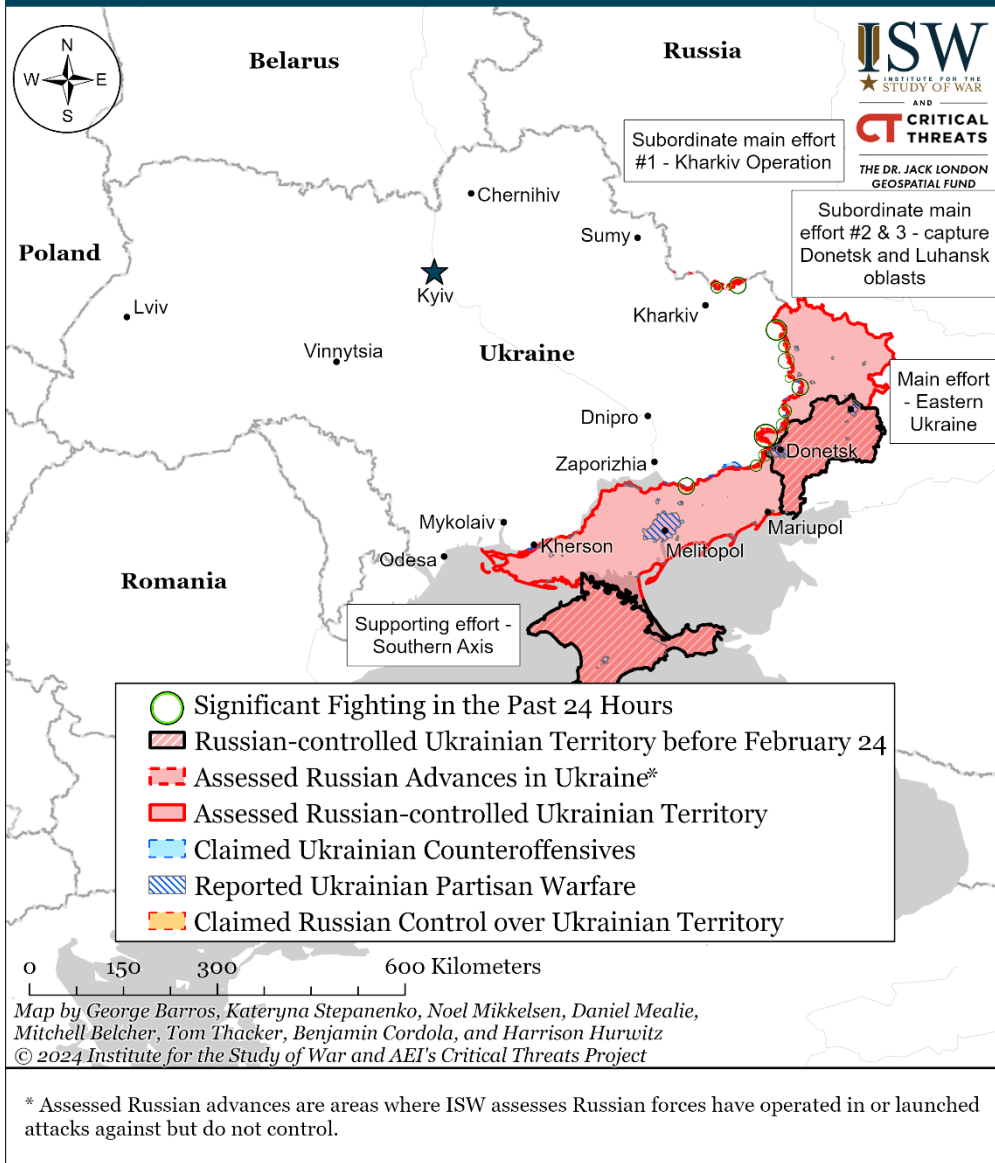 N
W E
S
Belarus
Russia
ISW
INSTITUTE FOR THE
STUDY OF WAR
AND
CT CRITICAL
THREATS
THE DR. JACK LONDON
GEOSPATIAL FUND
Subordinate main effort
#1 - Kharkiv Operation
Subordinate main
effort #2 & 3 - capture
Donetsk and Luhansk
oblasts
Chernihiv
Sumy
Poland
Kyiv
Lviv
Kharkiv
Vinnytsia
Ukraine
Main effort
- Eastern
Ukraine
Dnipro
Donetsk
Zaporizhia
Mykolaiv
Mariupol
Kherson
Melitopol
Odesa
Romania
Supporting effort -
Southern Axis
Significant Fighting in the Past 24 Hours
Russian-controlled Ukrainian Territory before February 24
Assessed Russian Advances in Ukraine*
Assessed Russian-controlled Ukrainian Territory
Claimed Ukrainian Counteroffensives
Reported Ukrainian Partisan Warfare
Claimed Russian Control over Ukrainian Territory
0 150 300 600 Kilometers
Map by George Barros, Kateryna Stepanenko, Noel Mikkelsen, Daniel Mealie,
Mitchell Belcher, Tom Thacker, Benjamin Cordola, and Harrison Hurwitz
© 2024 Institute for the Study of War and AEI's Critical Threats Project
* Assessed Russian advances are areas where ISW assesses Russian forces have operated in or launched
attacks against but do not control.